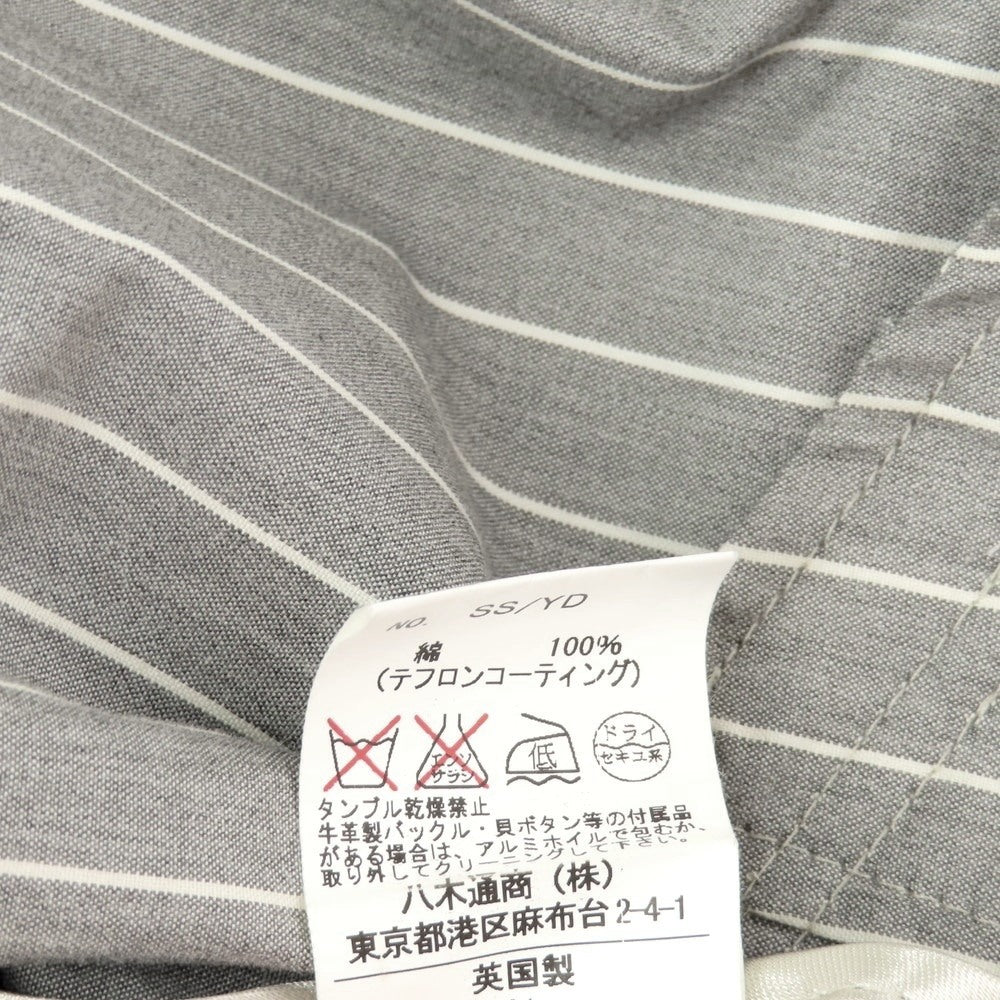 NO. SS/YD
綿 100%
(テフロンコーティング)
エンソ サラシ 低 ドライ セキユ系
タンブル乾燥禁止
牛革製バックル・貝ボタン等の付属品
がある場合は、アルミホイルで包むか、
取り外してクリーニングして下さい。
八木通商(株)
東京都港区麻布台2-4-1
英国製